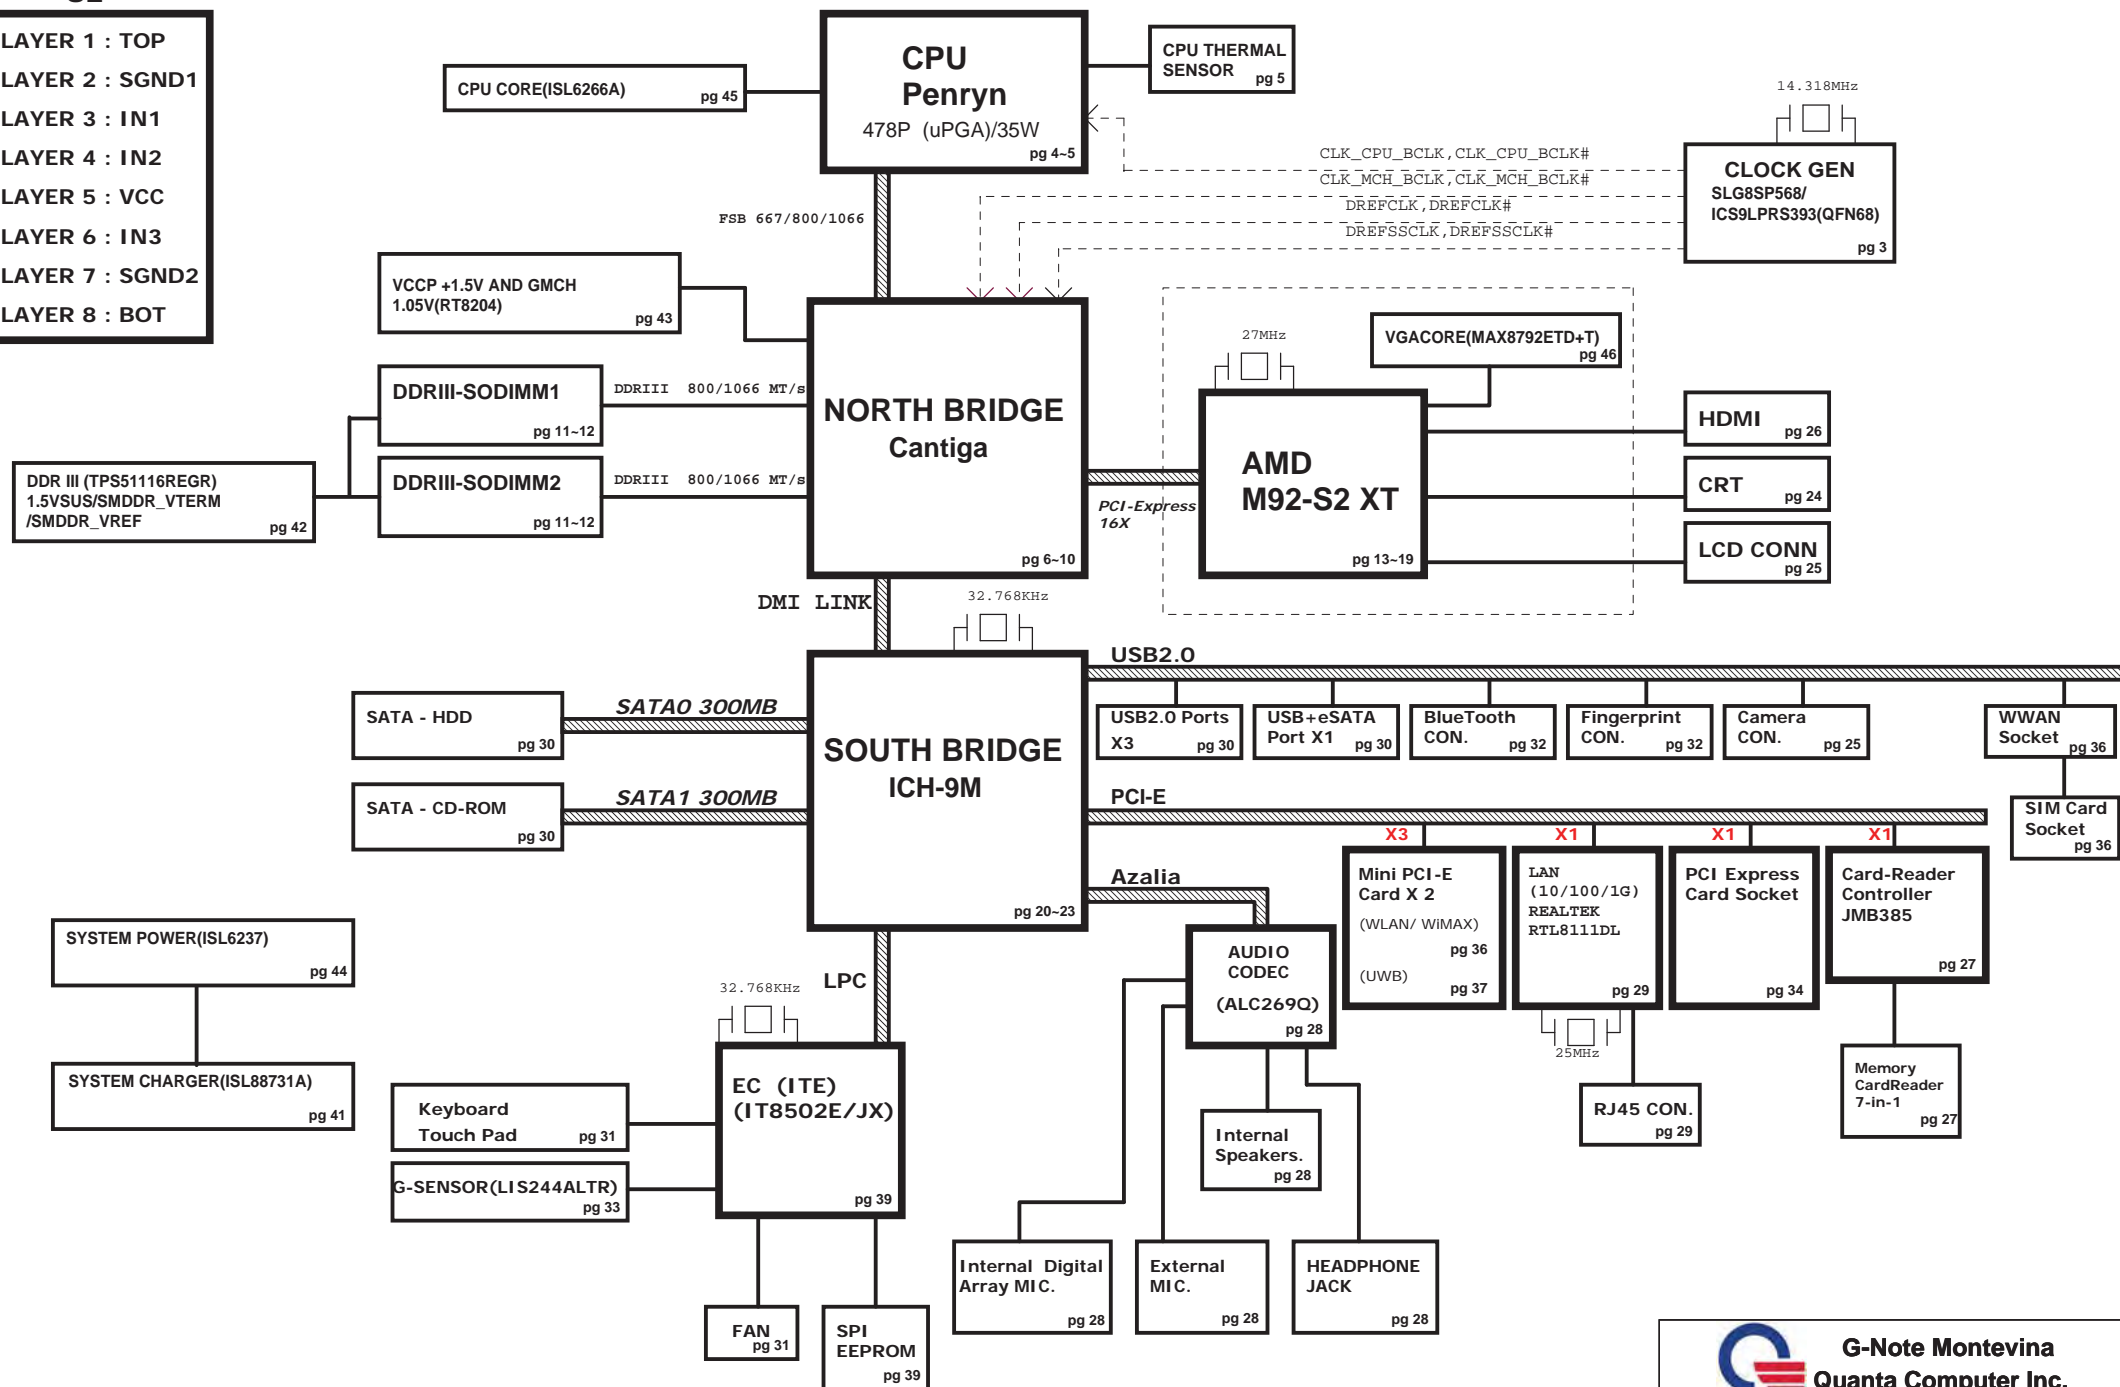 LAYER 1 : TOP
LAYER 2 : SGND1
LAYER 3 : IN1
LAYER 4 : IN2
LAYER 5 : VCC
LAYER 6 : IN3
LAYER 7 : SGND2
LAYER 8 : BOT
CPU CORE(ISL6266A)
pg 45
CPU
Penryn
478P (uPGA)/35W
pg 4~5
CPU THERMAL
SENSOR
pg 5
14.318MHz
CLOCK GEN
SLG8SP568/
ICS9LPRS393(QFN68)
pg 3
CLK_CPU_BCLK,CLK_CPU_BCLK#
CLK_MCH_BCLK,CLK_MCH_BCLK#
DREFCLK,DREFCLK#
DREFSSCLK,DREFSSCLK#
FSB 667/800/1066
VCCP +1.5V AND GMCH
1.05V(RT8204)
pg 43
DDRIII-SODIMM1
pg 11~12
DDRIII 800/1066 MT/s
DDRIII-SODIMM2
pg 11~12
DDRIII 800/1066 MT/s
DDR III (TPS51116REGR)
1.5VSUS/SMDDR_VTERM
/SMDDR_VREF
pg 42
NORTH BRIDGE
Cantiga
pg 6~10
PCI-Express
16X
27MHz
VGACORE(MAX8792ETD+T)
pg 46
AMD
M92-S2 XT
pg 13~19
HDMI
pg 26
CRT
pg 24
LCD CONN
pg 25
DMI LINK
32.768KHz
SATA - HDD
pg 30
SATA0 300MB
SATA - CD-ROM
pg 30
SATA1 300MB
SOUTH BRIDGE
ICH-9M
pg 20~23
USB2.0
USB2.0 Ports
X3
pg 30
USB+eSATA
Port X1
pg 30
BlueTooth
CON.
pg 32
Fingerprint
CON.
pg 32
Camera
CON.
pg 25
WWAN
Socket
pg 36
SIM Card
Socket
pg 36
PCI-E
X3
X1
X1
X1
Mini PCI-E
Card X 2
(WLAN/ WiMAX)
pg 36
(UWB)
pg 37
LAN
(10/100/1G)
REALTEK
RTL8111DL
pg 29
25MHz
RJ45 CON.
pg 29
PCI Express
Card Socket
pg 34
Card-Reader
Controller
JMB385
pg 27
Memory
CardReader
7-in-1
pg 27
Azalia
AUDIO
CODEC
(ALC269Q)
pg 28
Internal
Speakers.
pg 28
Internal Digital
Array MIC.
pg 28
External
MIC.
pg 28
HEADPHONE
JACK
pg 28
SYSTEM POWER(ISL6237)
pg 44
SYSTEM CHARGER(ISL88731A)
pg 41
LPC
32.768KHz
EC (ITE)
(IT8502E/JX)
pg 39
Keyboard
Touch Pad
pg 31
G-SENSOR(LIS244ALTR)
pg 33
FAN
pg 31
SPI
EEPROM
pg 39
G-Note Montevina
Quanta Computer Inc.